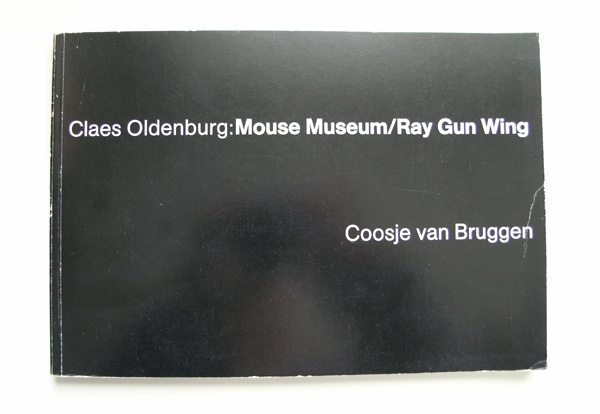 Claes Oldenburg:Mouse Museum/Ray Gun Wing
Coosje van Bruggen